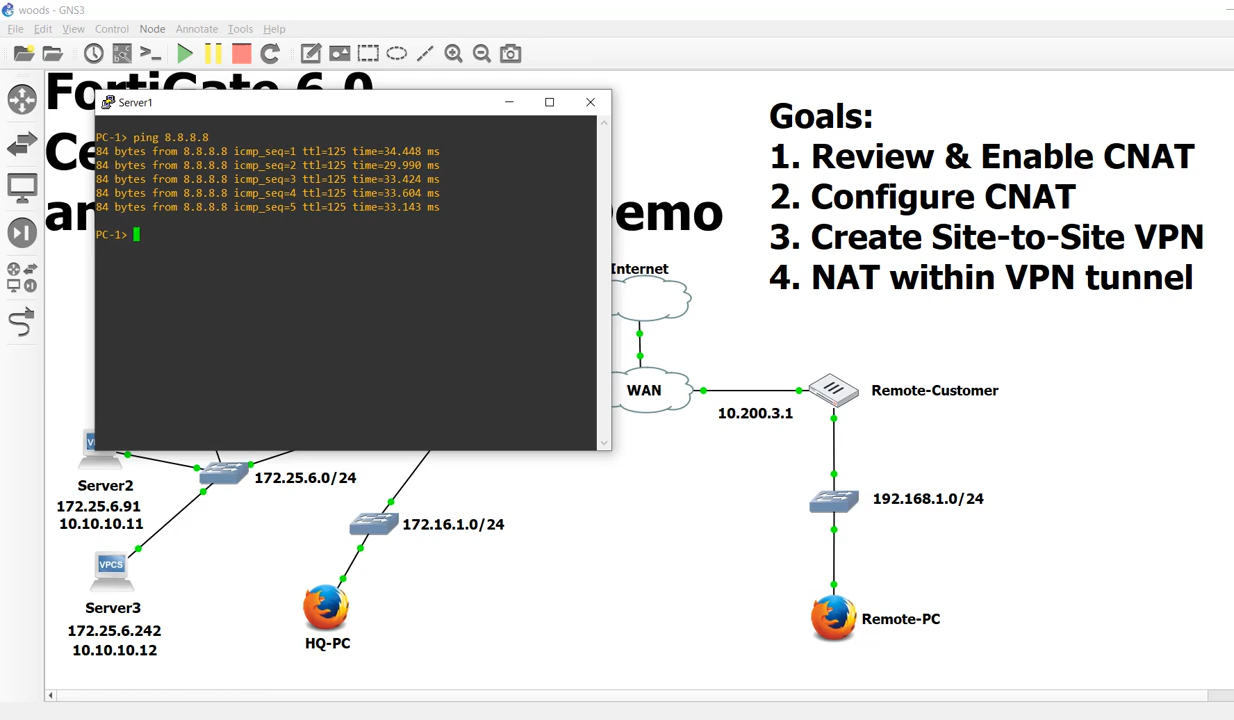 woods - GNS3
File Edit View Control Node Annotate Tools Help
FortiGate 6.0
Ce
an
Demo
Server1
PC-1> ping 8.8.8.8
84 bytes from 8.8.8.8 icmp_seq=1 ttl=125 time=34.448 ms
84 bytes from 8.8.8.8 icmp_seq=2 ttl=125 time=29.990 ms
84 bytes from 8.8.8.8 icmp_seq=3 ttl=125 time=33.424 ms
84 bytes from 8.8.8.8 icmp_seq=4 ttl=125 time=33.604 ms
84 bytes from 8.8.8.8 icmp_seq=5 ttl=125 time=33.143 ms
PC-1>
Goals:
1. Review & Enable CNAT
2. Configure CNAT
3. Create Site-to-Site VPN
4. NAT within VPN tunnel
Internet
WAN
10.200.3.1
Remote-Customer
192.168.1.0/24
Remote-PC
Server2
172.25.6.91
10.10.10.11
172.25.6.0/24
172.16.1.0/24
VPCS
Server3
172.25.6.242
10.10.10.12
HQ-PC